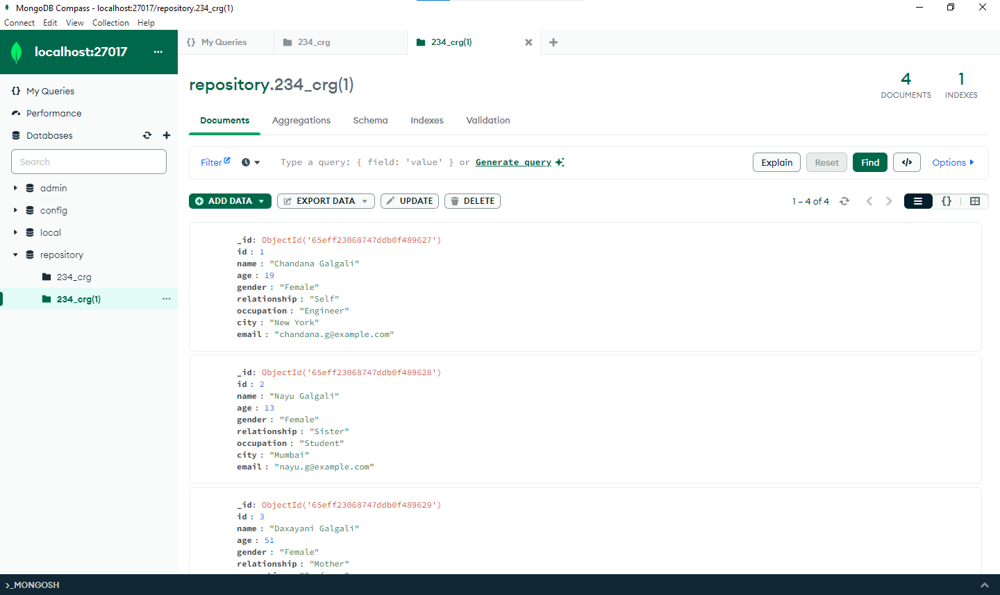 MongoDB Compass - localhost:27017/repository.234_crg(1)
Connect Edit View Collection Help
localhost:27017 ...
{} My Queries
234_crg
234_crg(1)
My Queries
Performance
Databases
Search
admin
config
local
repository
234_crg
234_crg(1) ...
repository.234_crg(1)
4
DOCUMENTS
1
INDEXES
Documents Aggregations Schema Indexes Validation
Filter
Type a query: { field: 'value' } or Generate query
Explain Reset Find </> Options
ADD DATA EXPORT DATA UPDATE DELETE
1 – 4 of 4
{}
_id: ObjectId('65eff23068747ddb0f489627')
id : 1
name : "Chandana Galgali"
age : 19
gender : "Female"
relationship : "Self"
occupation : "Engineer"
city : "New York"
email : "chandana.g@example.com"
_id: ObjectId('65eff23068747ddb0f489628')
id : 2
name : "Nayu Galgali"
age : 13
gender : "Female"
relationship : "Sister"
occupation : "Student"
city : "Mumbai"
email : "nayu.g@example.com"
_id: ObjectId('65eff23068747ddb0f489629')
id : 3
name : "Daxayani Galgali"
age : 51
gender : "Female"
relationship : "Mother"
>_MONGOSH